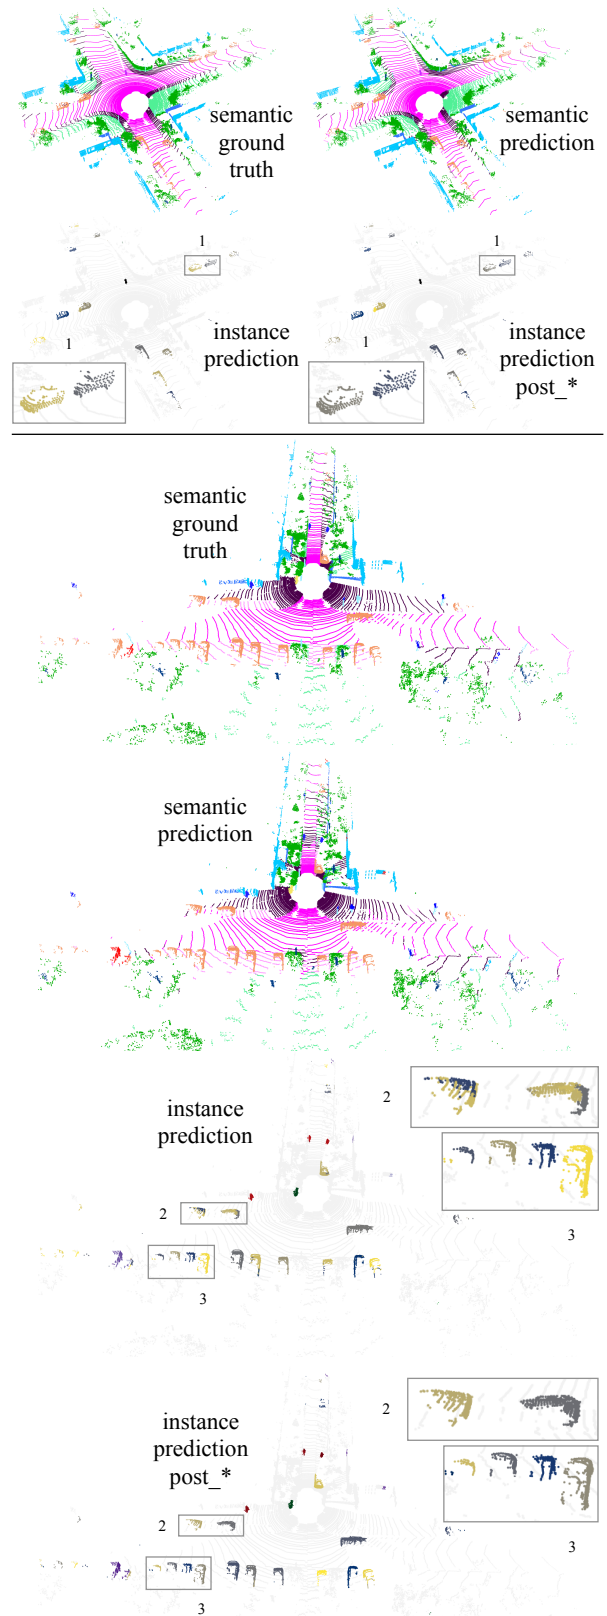 semantic
ground
truth
semantic
prediction
1
1
instance
prediction
1
instance
prediction
post_*
1
semantic
ground
truth
semantic
prediction
instance
prediction
2
2
3
3
instance
prediction
post_*
2
2
3
3